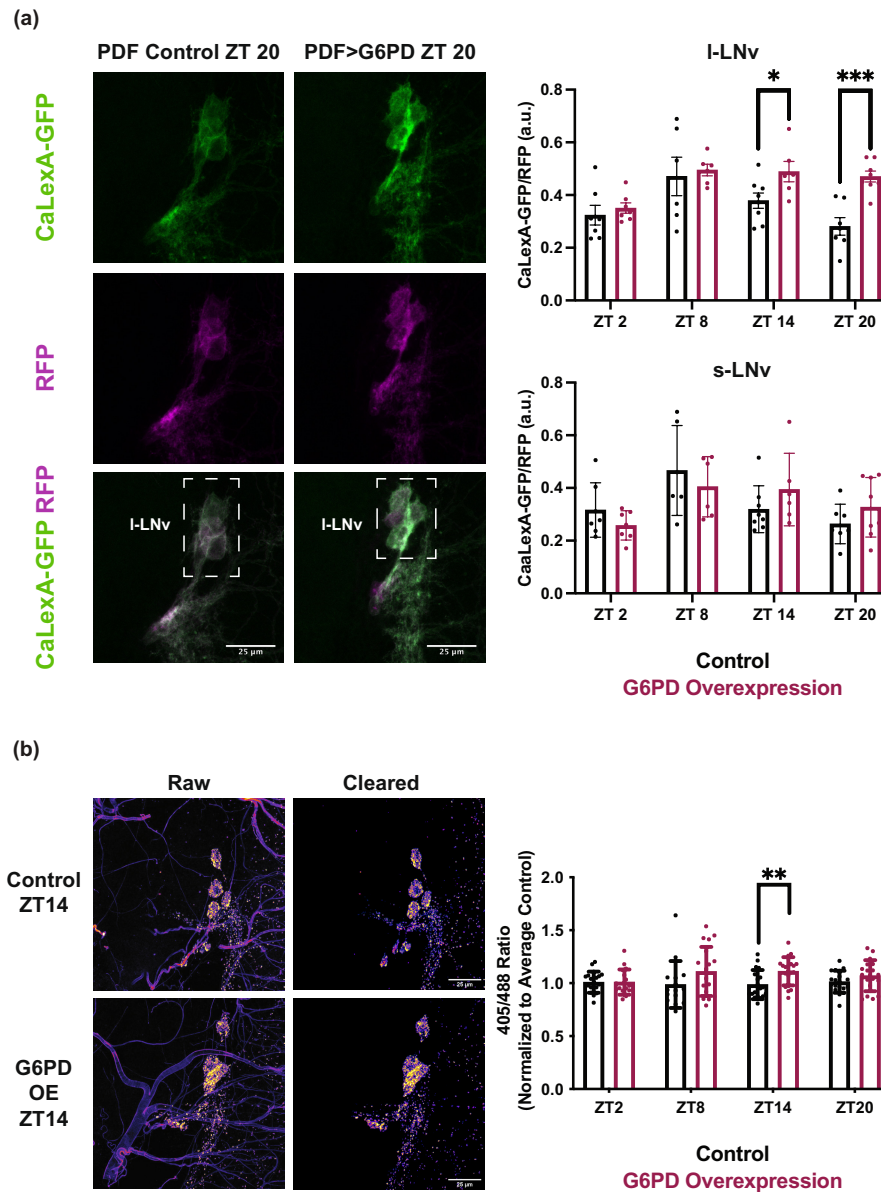 (a)
PDF Control ZT 20
PDF>G6PD ZT 20
CaLexA-GFP
RFP
CaLexA-GFP RFP
l-LNv
l-LNv
25 µm
25 µm
l-LNv
*
***
CaLexA-GFP/RFP (a.u.)
0.8
0.6
0.4
0.2
0.0
ZT 2
ZT 8
ZT 14
ZT 20
s-LNv
CaaLexA-GFP/RFP (a.u.)
0.8
0.6
0.4
0.2
0.0
ZT 2
ZT 8
ZT 14
ZT 20
Control
G6PD Overexpression
(b)
Raw
Cleared
Control
ZT14
G6PD
OE
ZT14
25 µm
25 µm
**
405/488 Ratio
(Normalized to Average Control)
2.0
1.5
1.0
0.5
0.0
ZT2
ZT8
ZT14
ZT20
Control
G6PD Overexpression